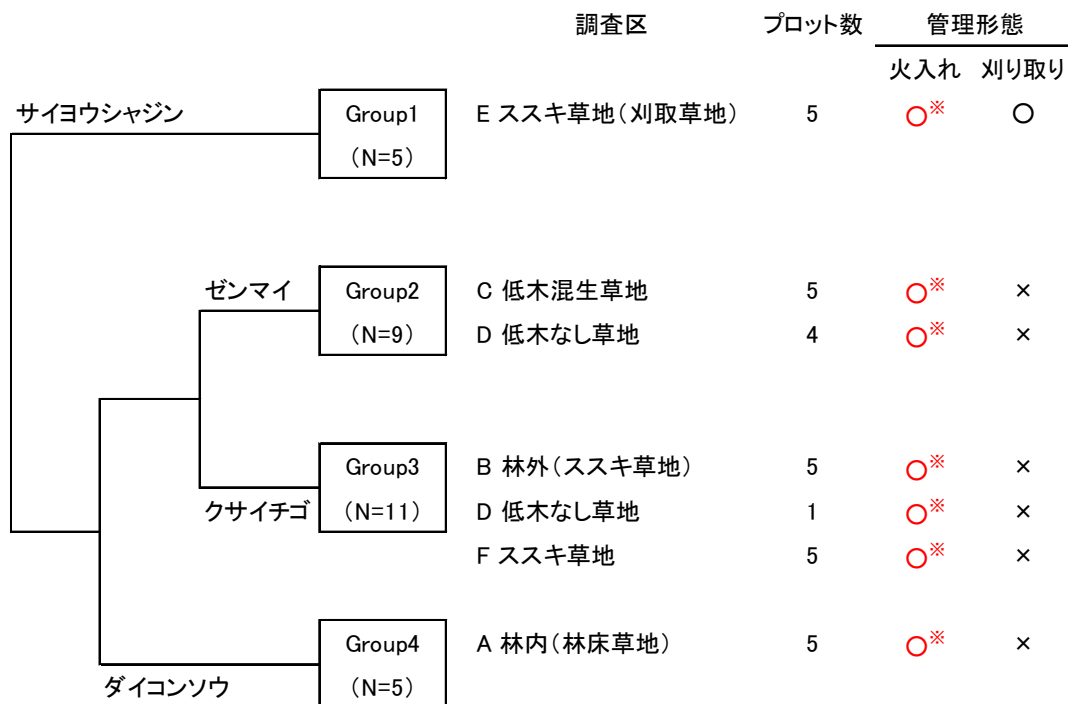 調査区 プロット数 管理形態
火入れ 刈り取り
サイヨウシャジン Group1 E ススキ草地(刈取草地) 5 〇※ 〇
(N=5)
ゼンマイ Group2 C 低木混生草地 5 〇※ ×
(N=9) D 低木なし草地 4 〇※ ×
Group3 B 林外(ススキ草地) 5 〇※ ×
クサイチゴ (N=11) D 低木なし草地 1 〇※ ×
F ススキ草地 5 〇※ ×
Group4 A 林内(林床草地) 5 〇※ ×
ダイコンソウ (N=5)